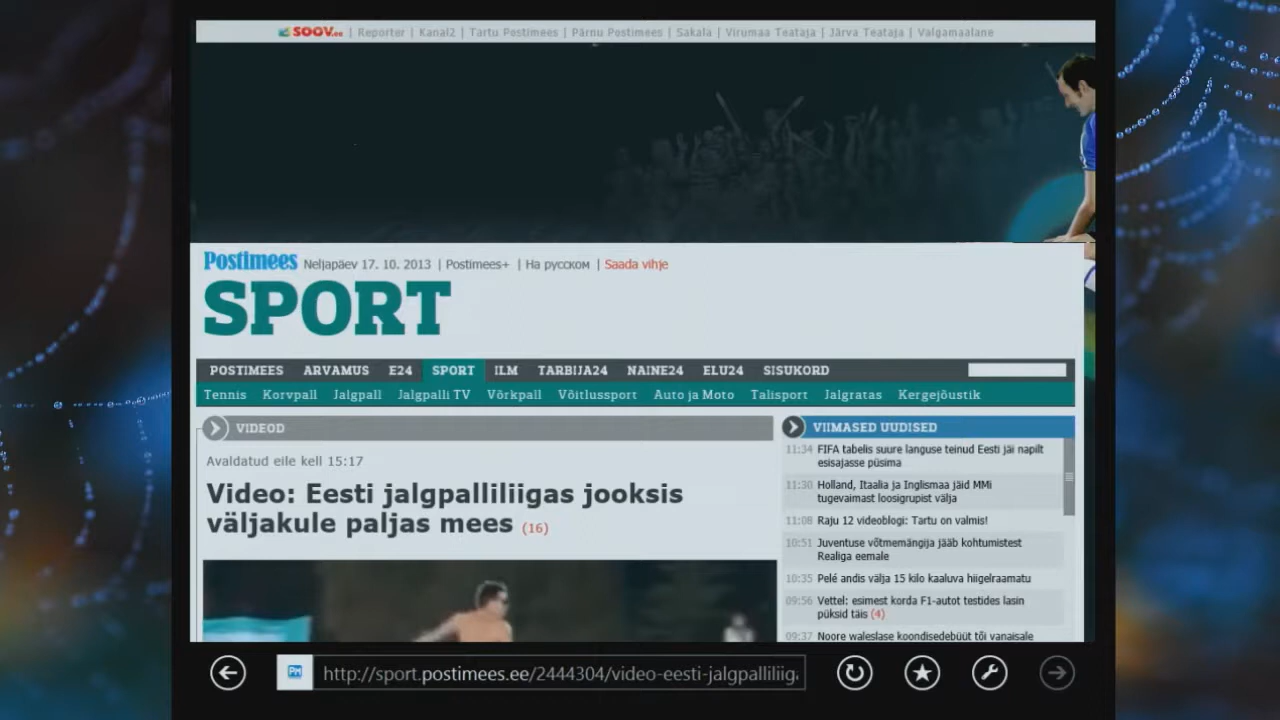 SOOV.ee | Reporter | Kanal2 | Tartu Postimees | Pärnu Postimees | Sakala | Virumaa Teataja | Järva Teataja | Valgamaalane
Postimees Neljapäev 17. 10. 2013 | Postimees+ | На русском | Saada vihje
SPORT
POSTIMEES ARVAMUS E24 SPORT ILM TARBIJA24 NAINE24 ELU24 SISUKORD
Tennis Korvpall Jalgpall Jalgpalli TV Võrkpall Võitlussport Auto ja Moto Talisport Jalgratas Kergejõustik
VIDEOD
Avaldatud eile kell 15:17
Video: Eesti jalgpalliliigas jooksis
väljakule paljas mees (16)
VIIMASED UUDISED
11:34 FIFA tabelis suure languse teinud Eesti jäi napilt
esisajasse püsima
11:30 Holland, Itaalia ja Inglismaa jäid MMi
tugevaimast loosigrupist välja
11:08 Raju 12 videoblogi: Tartu on valmis!
10:51 Juventuse võtmemängija jääb kohtumistest
Realiga eemale
10:35 Pelé andis välja 15 kilo kaaluva hiigelraamatu
09:56 Vettel: esimest korda F1-autot testides lasin
püksid täis (4)
09:37 Noore waleslase koondisedebüüt tõi vanaisale
http://sport.postimees.ee/2444304/video-eesti-jalgpalliliiga